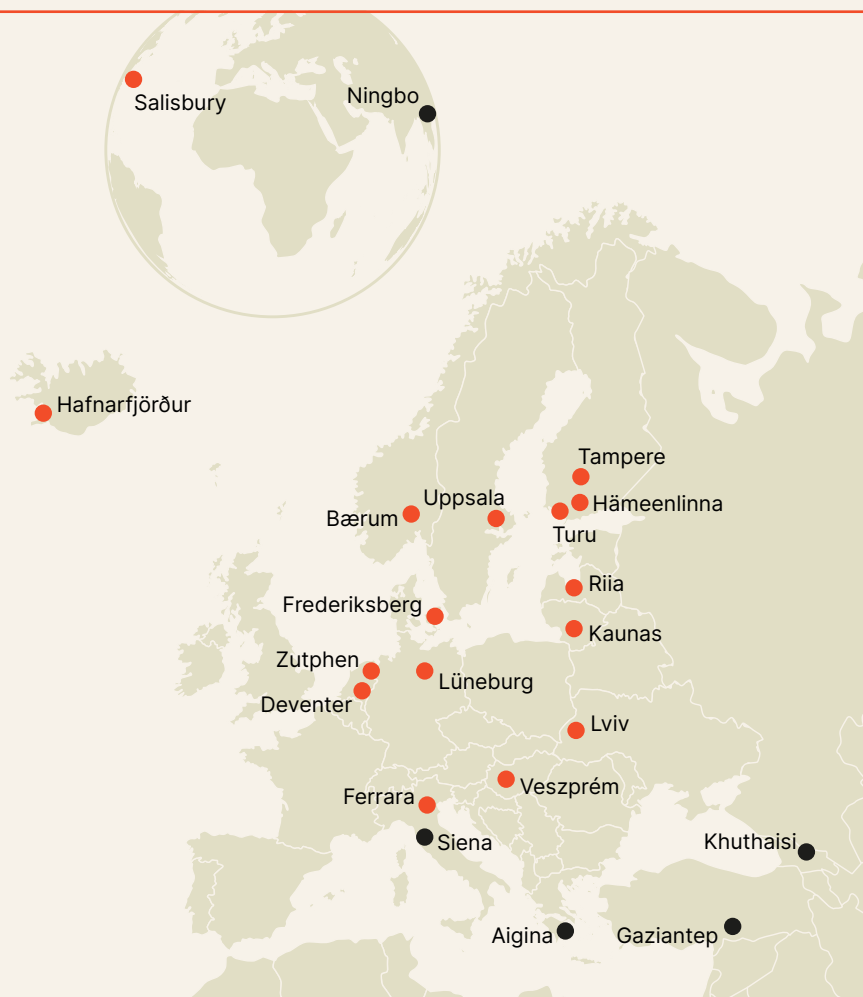 Salisbury
Ningbo
Hafnarfjörður
Tampere
Uppsala
Hämeenlinna
Bærum
Turu
Riia
Frederiksberg
Kaunas
Zutphen
Lüneburg
Deventer
Lviv
Veszprém
Ferrara
Siena
Khuthaisi
Aigina
Gaziantep